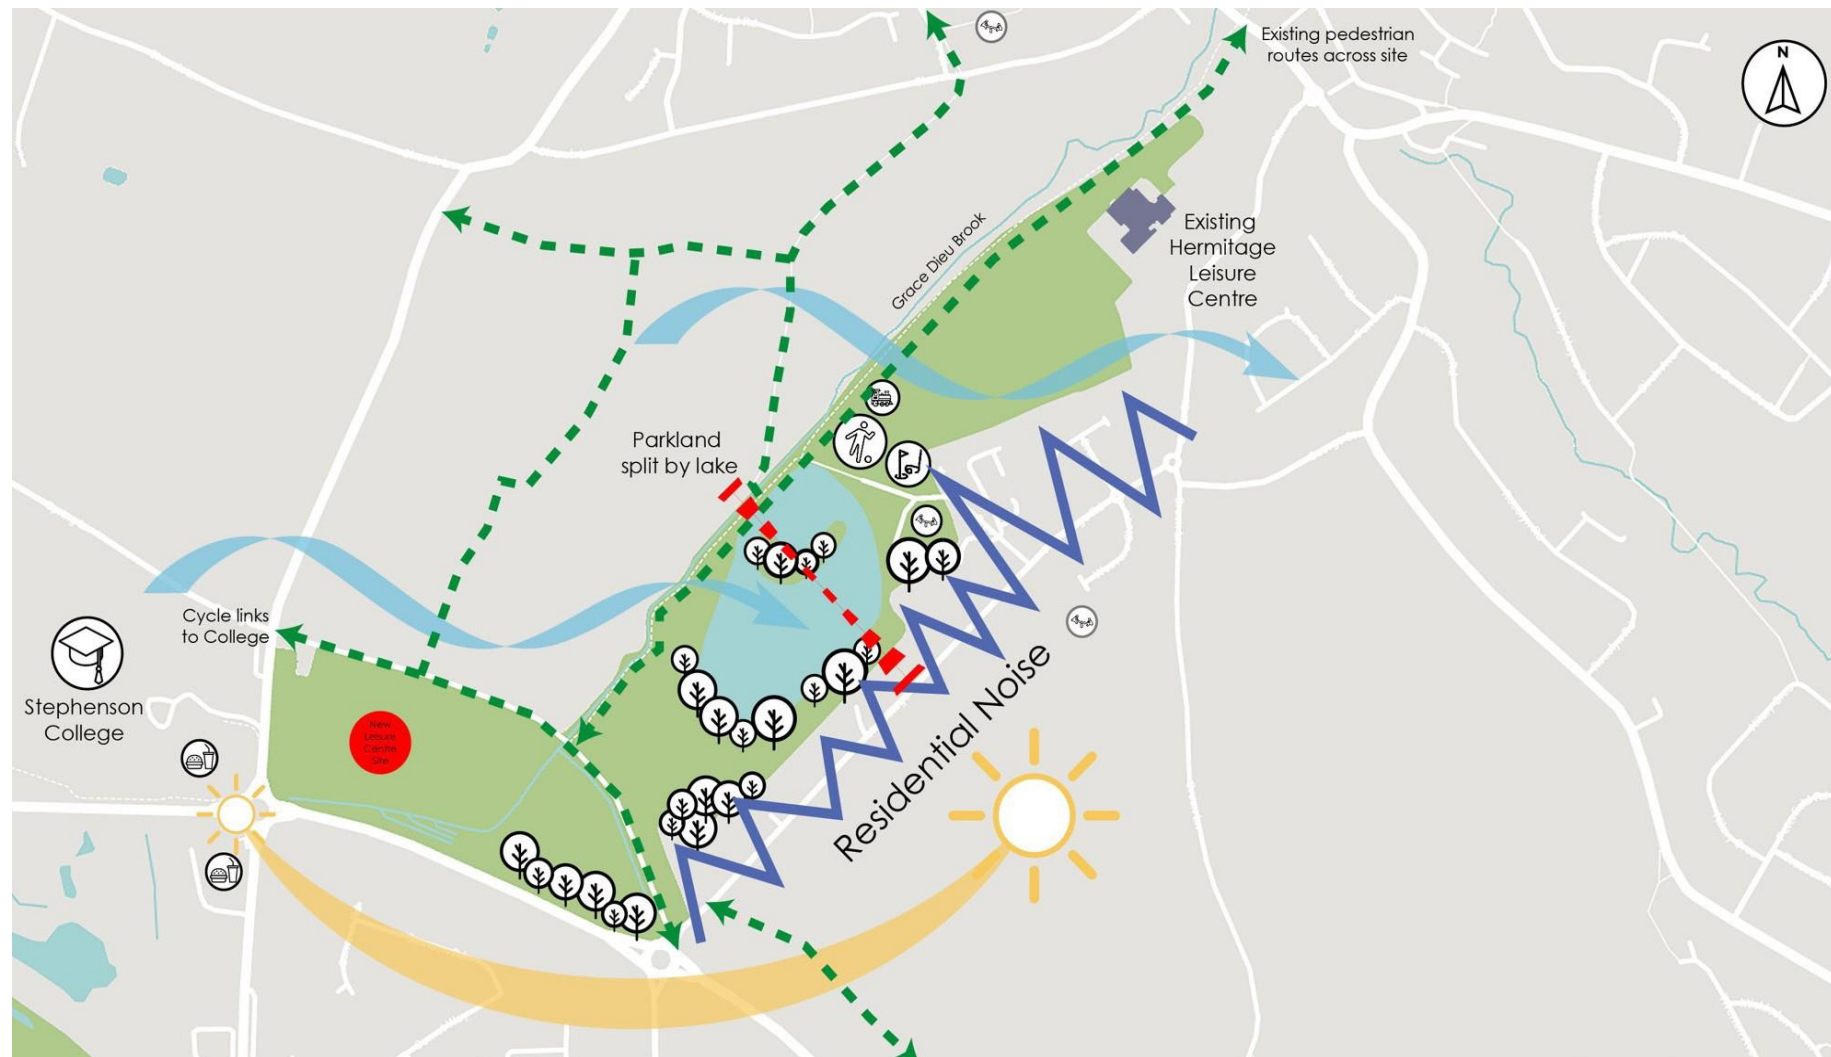 Existing pedestrian
routes across site
N
Existing
Hermitage
Leisure
Centre
Grace Dieu Brook
Parkland
split by lake
Cycle links
to College
Stephenson
College
New
Leisure
Centre
Site
Residential Noise